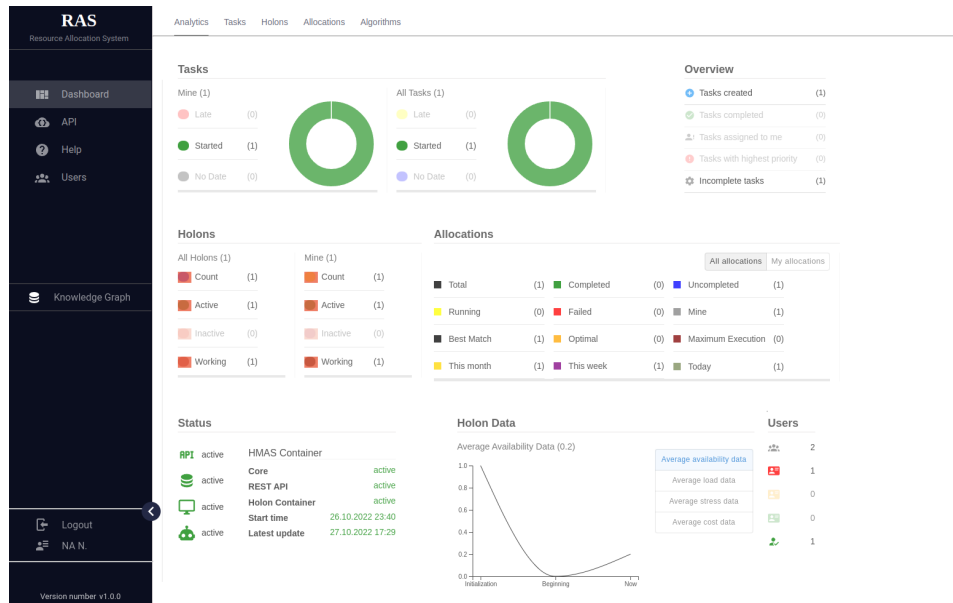 RAS
Resource Allocation System
Dashboard
API
Help
Users
Knowledge Graph
Logout
NA N.
Version number v1.0.0
Analytics Tasks Holons Allocations Algorithms
Tasks
Mine (1)
Late (0)
Started (1)
No Date (0)
All Tasks (1)
Late (0)
Started (1)
No Date (0)
Overview
Tasks created (1)
Tasks completed (0)
Tasks assigned to me (0)
Tasks with highest priority (0)
Incomplete tasks (1)
Holons
All Holons (1)
Count (1)
Active (1)
Inactive (0)
Working (1)
Mine (1)
Count (1)
Active (1)
Inactive (0)
Working (1)
Allocations
All allocations My allocations
Total (1) Completed (0) Uncompleted (1)
Running (0) Failed (0) Mine (1)
Best Match (1) Optimal (0) Maximum Execution (0)
This month (1) This week (1) Today (1)
Status
API active
active
active
active
HMAS Container
Core active
REST API active
Holon Container active
Start time 26.10.2022 23:40
Latest update 27.10.2022 17:29
Holon Data
Average Availability Data (0.2)
1.0
0.8
0.6
0.4
0.2
0.0
Initialization Beginning Now
Average availability data
Average load data
Average stress data
Average cost data
Users
2
1
0
0
1